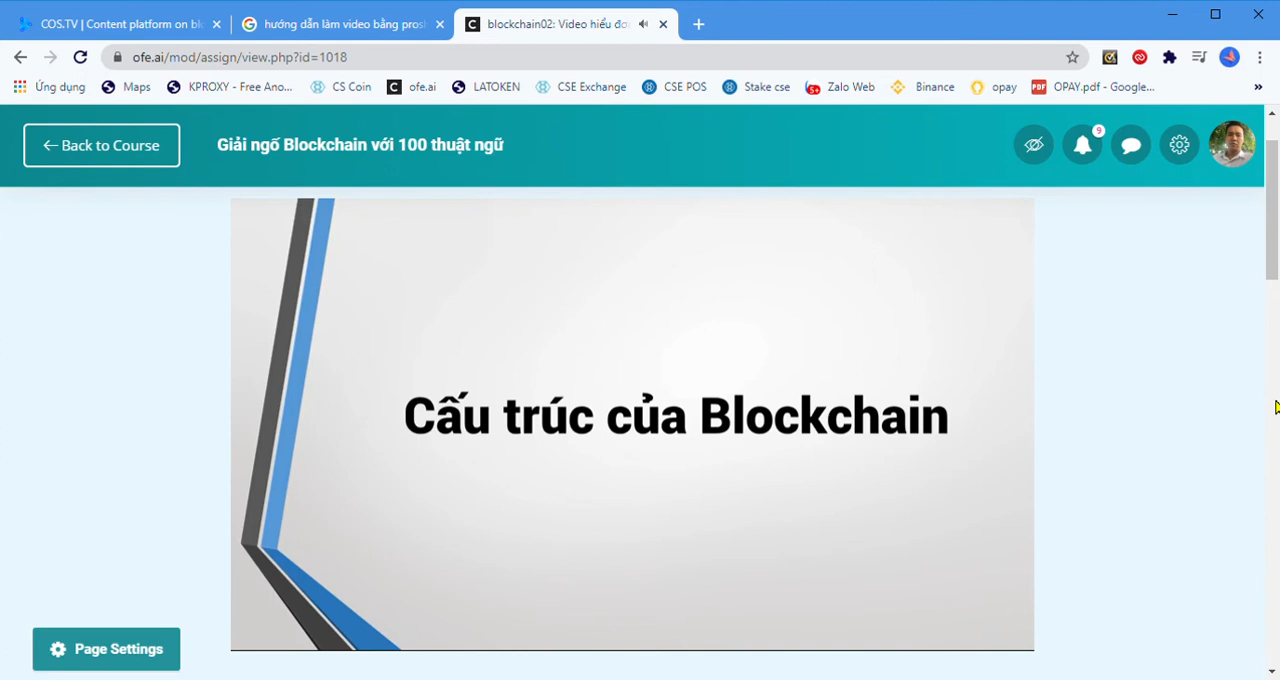 COS.TV | Content platform on blo
hướng dẫn làm video bằng prosh
blockchain02: Video hiểu đơn
ofe.ai/mod/assign/view.php?id=1018
Ứng dụng
Maps
KPROXY - Free Ano...
CS Coin
ofe.ai
LATOKEN
CSE Exchange
CSE POS
Stake cse
Zalo Web
Binance
opay
OPAY.pdf - Google...
Back to Course
Giải ngố Blockchain với 100 thuật ngữ
9
Cấu trúc của Blockchain
Page Settings